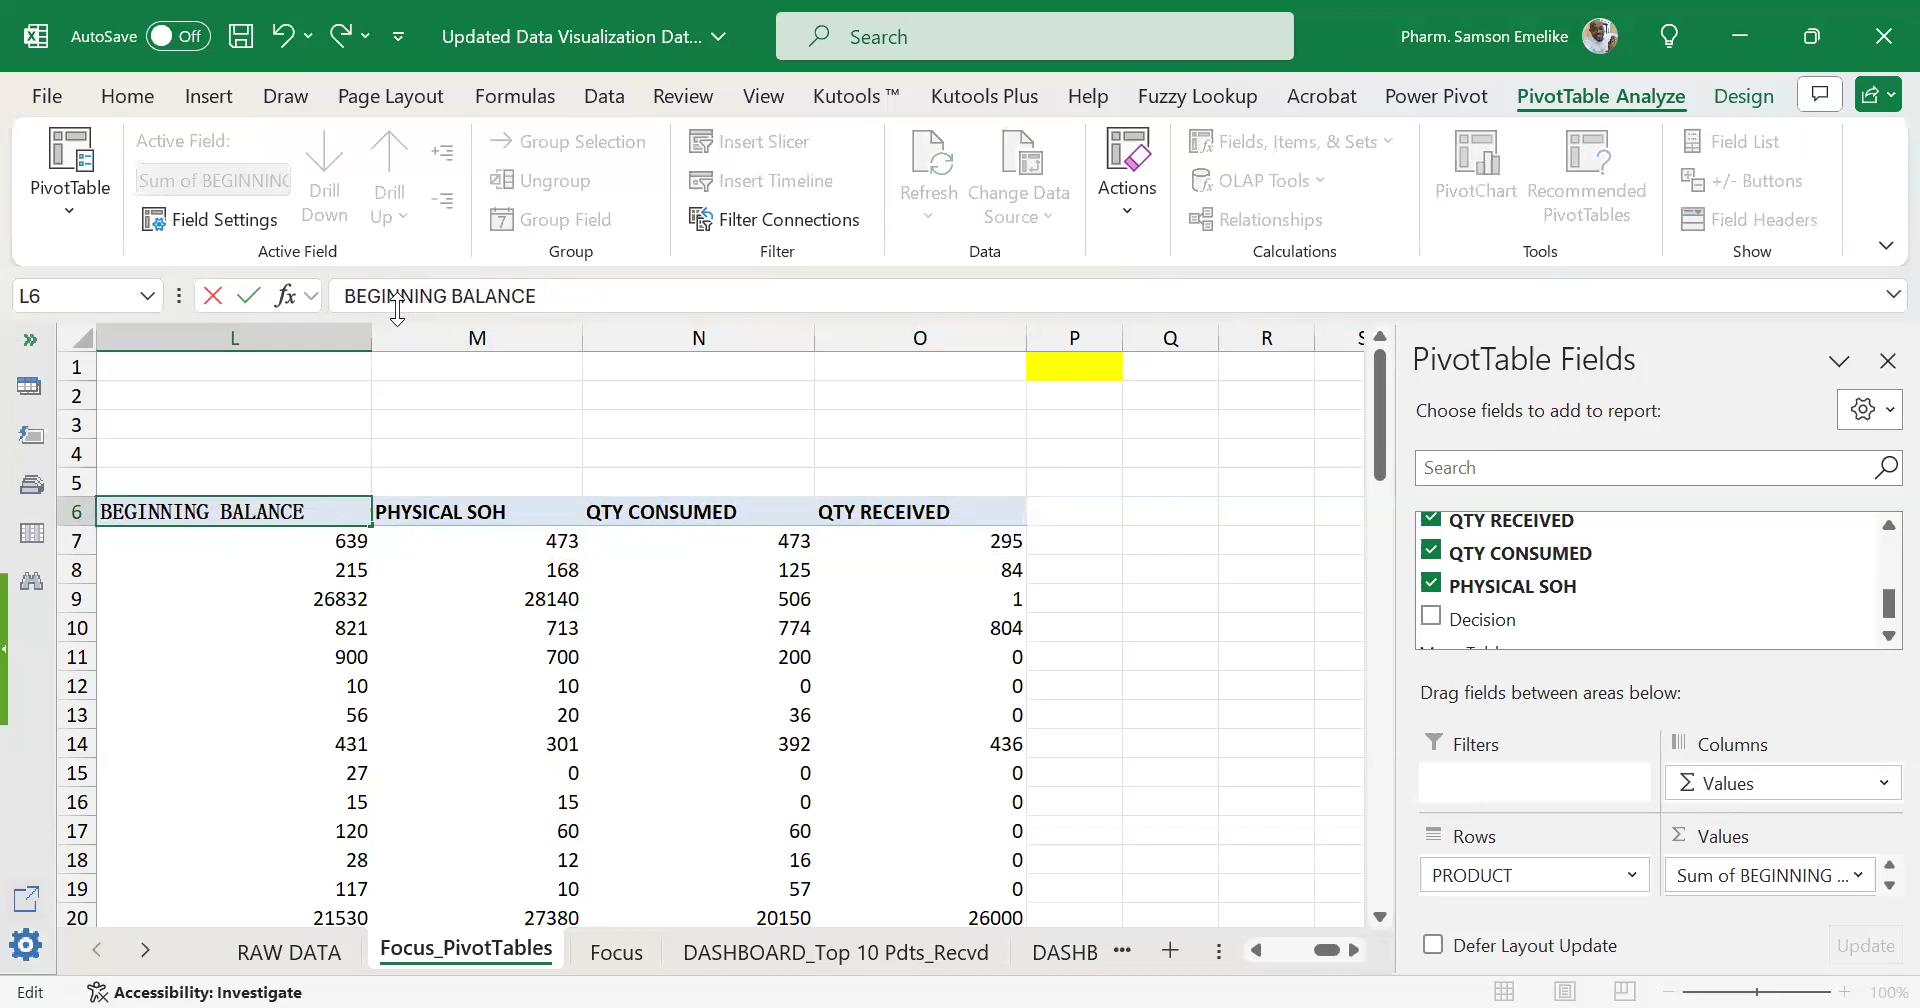 AutoSave Off Updated Data Visualization Dat... Search Pharm. Samson Emelike
File Home Insert Draw Page Layout Formulas Data Review View Kutools ™ Kutools Plus Help Fuzzy Lookup Acrobat Power Pivot PivotTable Analyze Design
PivotTable
Active Field:
Sum of BEGINNING
Field Settings
Drill Down
Drill Up
Active Field
Group Selection
Ungroup
Group Field
Group
Insert Slicer
Insert Timeline
Filter Connections
Filter
Refresh
Change Data Source
Data
Actions
Fields, Items, & Sets
OLAP Tools
Relationships
Calculations
PivotChart
Recommended PivotTables
Tools
Field List
+/- Buttons
Field Headers
Show
L6 fx BEGINNING BALANCE
L M N O P Q R S
1
2
3
4
5
6 BEGINNING BALANCE PHYSICAL SOH QTY CONSUMED QTY RECEIVED
7 639 473 473 295
8 215 168 125 84
9 26832 28140 506 1
10 821 713 774 804
11 900 700 200 0
12 10 10 0 0
13 56 20 36 0
14 431 301 392 436
15 27 0 0 0
16 15 15 0 0
17 120 60 60 0
18 28 12 16 0
19 117 10 57 0
20 21530 27380 20150 26000
PivotTable Fields
Choose fields to add to report:
Search
QTY RECEIVED
QTY CONSUMED
PHYSICAL SOH
Decision
Drag fields between areas below:
Filters
Columns
Σ Values
Rows
PRODUCT
Σ Values
Sum of BEGINNING ...
Defer Layout Update Update
RAW DATA Focus_PivotTables Focus DASHBOARD_Top 10 Pdts_Recvd DASHB ...
Edit Accessibility: Investigate 100%